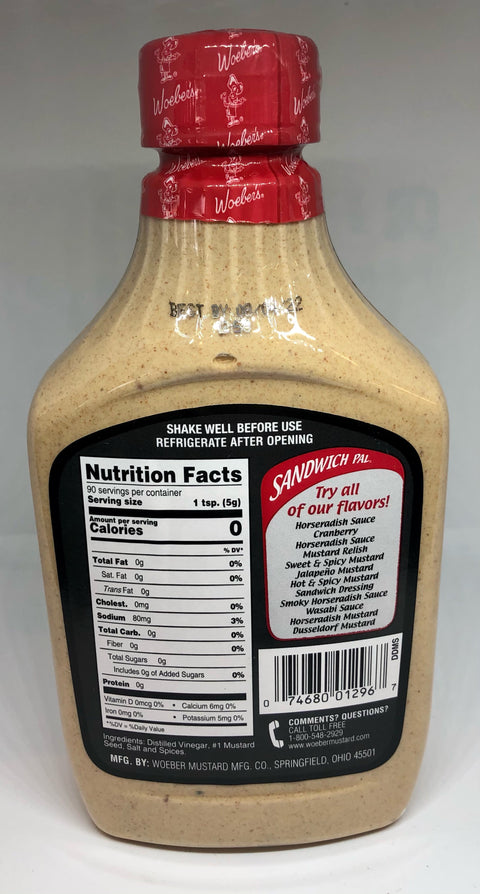 Woeber's
Woeber's
Woeber's
Woeber's
Woeber's
Woeber's
BEST BY
SHAKE WELL BEFORE USE
REFRIGERATE AFTER OPENING
Nutrition Facts
90 servings per container
Serving size 1 tsp. (5g)
Amount per serving
Calories 0
% DV*
Total Fat 0g 0%
Sat. Fat 0g 0%
Trans Fat 0g
Cholest. 0mg 0%
Sodium 80mg 3%
Total Carb. 0g 0%
Fiber 0g 0%
Total Sugars 0g
Includes 0g of Added Sugars 0%
Protein 0g
Vitamin D 0mcg 0% • Calcium 6mg 0%
Iron 0mg 0% • Potassium 5mg 0%
*%DV = %Daily Value
Ingredients: Distilled Vinegar, #1 Mustard
Seed, Salt and Spices.
SANDWICH PAL
Try all
of our flavors!
Horseradish Sauce
Cranberry
Horseradish Sauce
Mustard Relish
Sweet & Spicy Mustard
Jalapeño Mustard
Hot & Spicy Mustard
Sandwich Dressing
Smoky Horseradish Sauce
Wasabi Sauce
Horseradish Mustard
Dusseldorf Mustard
DDMS
0 74680 01296 7
COMMENTS? QUESTIONS?
CALL TOLL FREE
1-800-548-2929
www.woebermustard.com
MFG. BY: WOEBER MUSTARD MFG. CO., SPRINGFIELD, OHIO 45501